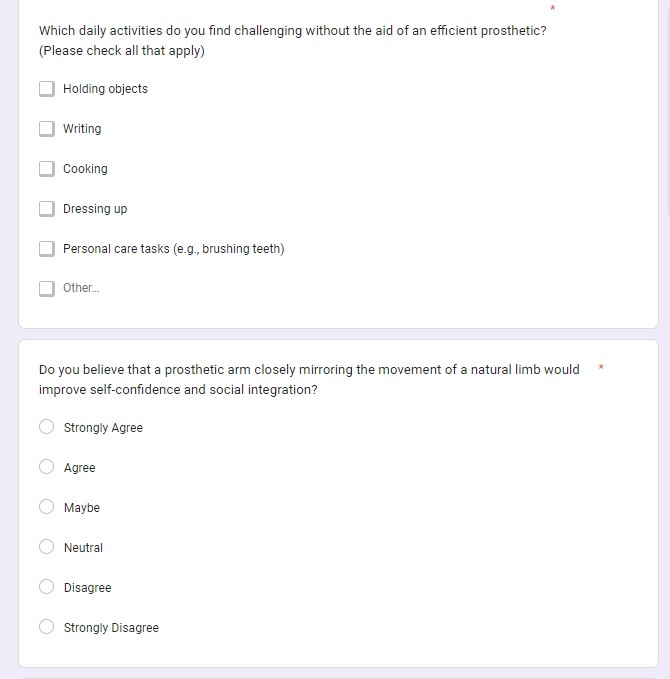 *
Which daily activities do you find challenging without the aid of an efficient prosthetic?
(Please check all that apply)
Holding objects
Writing
Cooking
Dressing up
Personal care tasks (e.g., brushing teeth)
Other...
Do you believe that a prosthetic arm closely mirroring the movement of a natural limb would *
improve self-confidence and social integration?
Strongly Agree
Agree
Maybe
Neutral
Disagree
Strongly Disagree